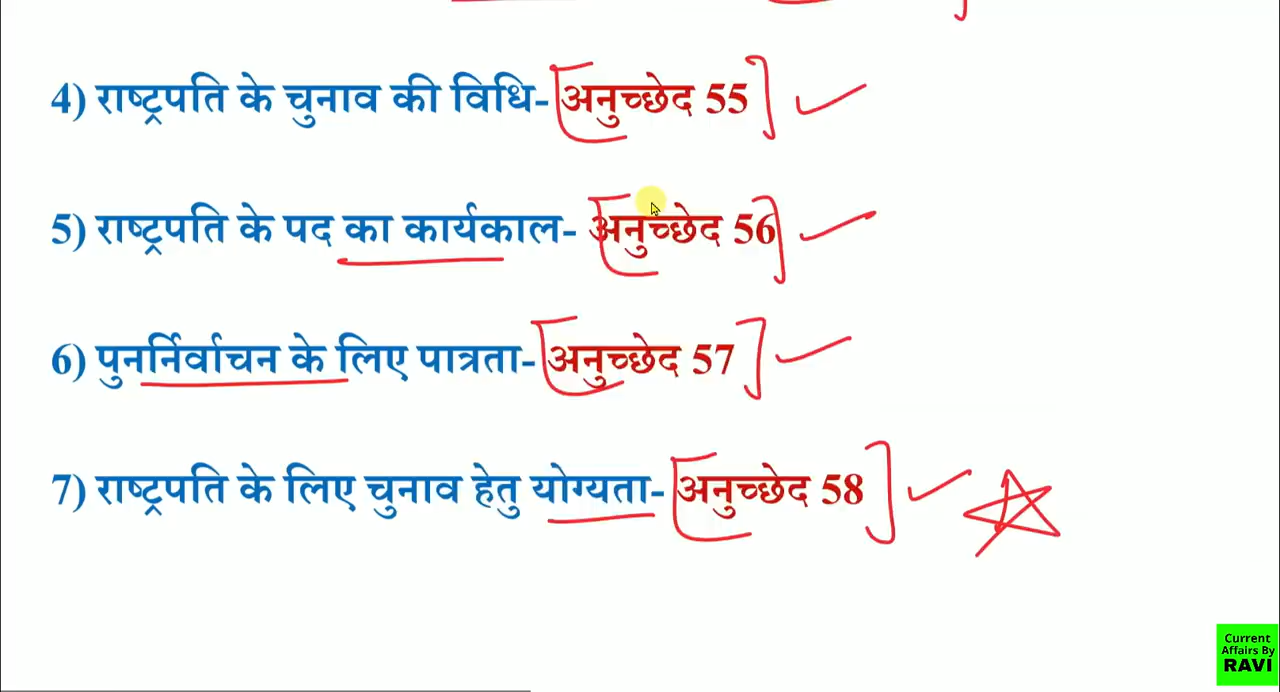 4) राष्ट्रपति के चुनाव की विधि- अनुच्छेद 55
5) राष्ट्रपति के पद का कार्यकाल- अनुच्छेद 56
6) पुनर्निर्वाचन के लिए पात्रता- अनुच्छेद 57
7) राष्ट्रपति के लिए चुनाव हेतु योग्यता- अनुच्छेद 58
Current
Affairs By
RAVI